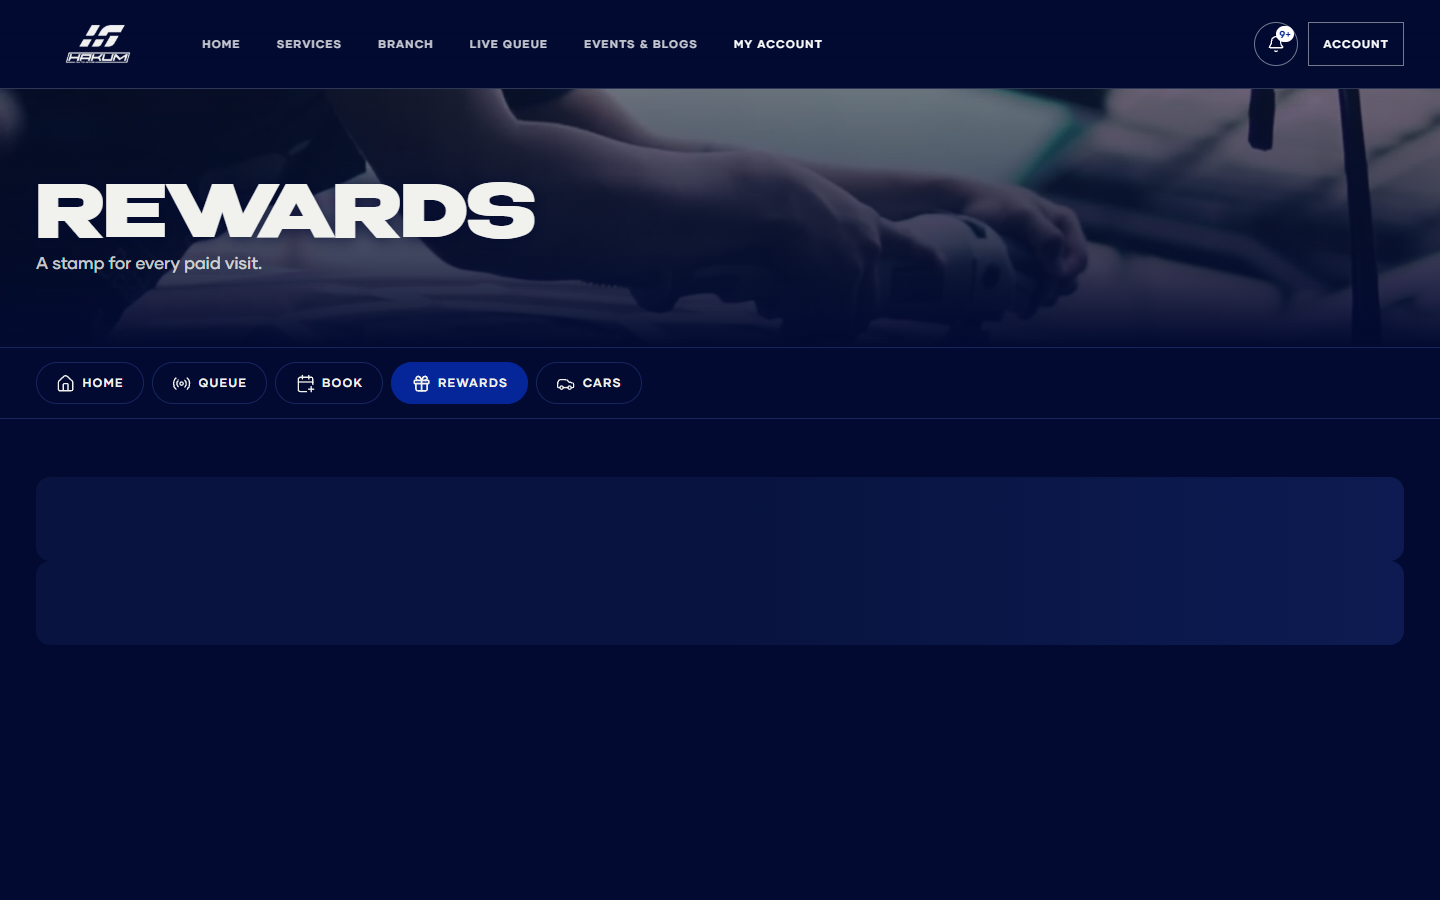 HAKUM
HOME
SERVICES
BRANCH
LIVE QUEUE
EVENTS & BLOGS
MY ACCOUNT
9+
ACCOUNT
REWARDS
A stamp for every paid visit.
HOME
QUEUE
BOOK
REWARDS
CARS